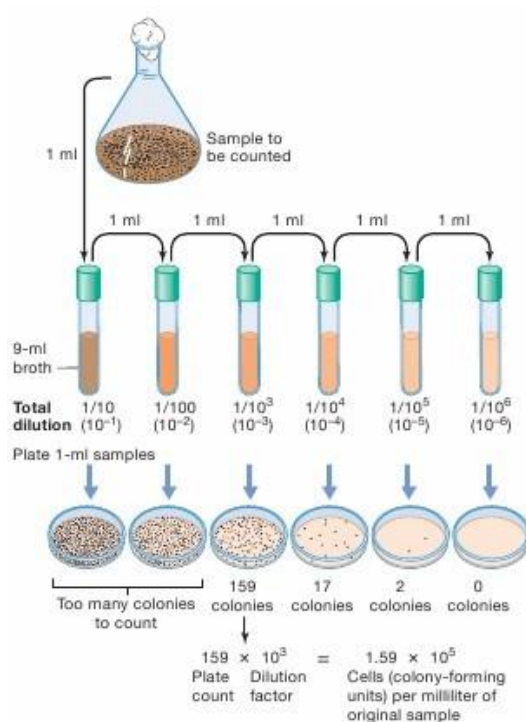 Sample to
be counted
1 ml
1 ml
1 ml
1 ml
1 ml
1 ml
9-ml
broth
Total
dilution
1/10
(10⁻¹)
1/100
(10⁻²)
1/10³
(10⁻³)
1/10⁴
(10⁻⁴)
1/10⁵
(10⁻⁵)
1/10⁶
(10⁻⁶)
Plate 1-ml samples
Too many colonies
to count
159
colonies
17
colonies
2
colonies
0
colonies
159 × 10³ = 1.59 × 10⁵
Plate
count
Dilution
factor
Cells (colony-forming
units) per milliliter of
original sample